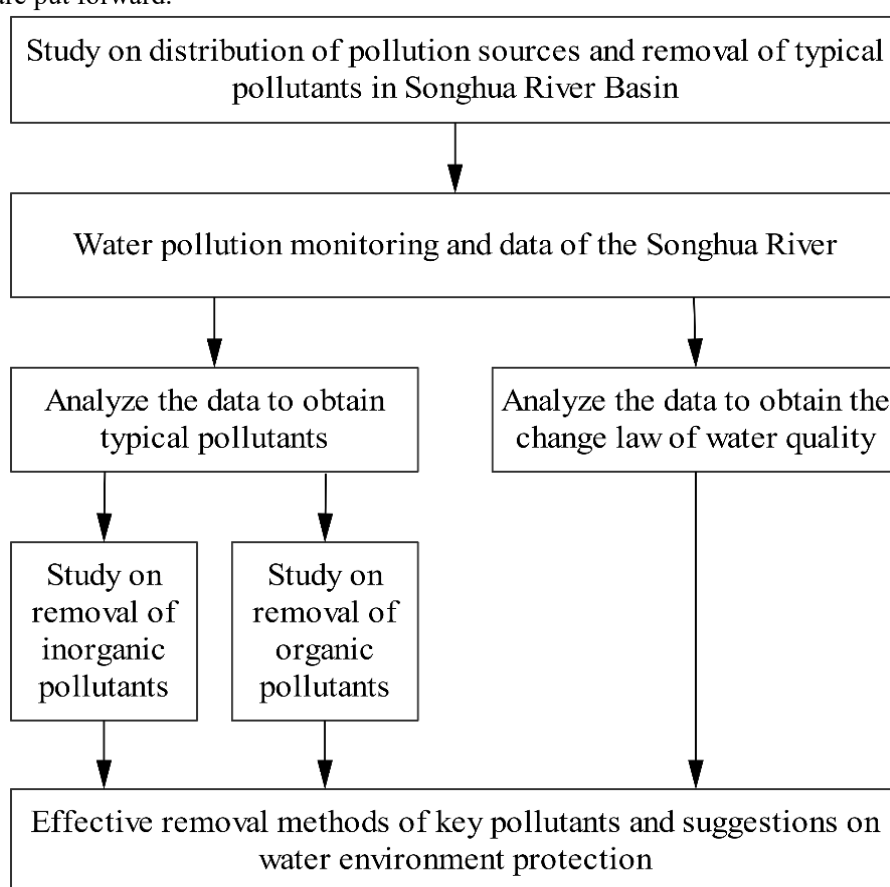 are put forward.
Study on distribution of pollution sources and removal of typical
pollutants in Songhua River Basin
Water pollution monitoring and data of the Songhua River
Analyze the data to obtain
typical pollutants
Analyze the data to obtain the
change law of water quality
Study on
removal of
inorganic
pollutants
Study on
removal of
organic
pollutants
Effective removal methods of key pollutants and suggestions on
water environment protection